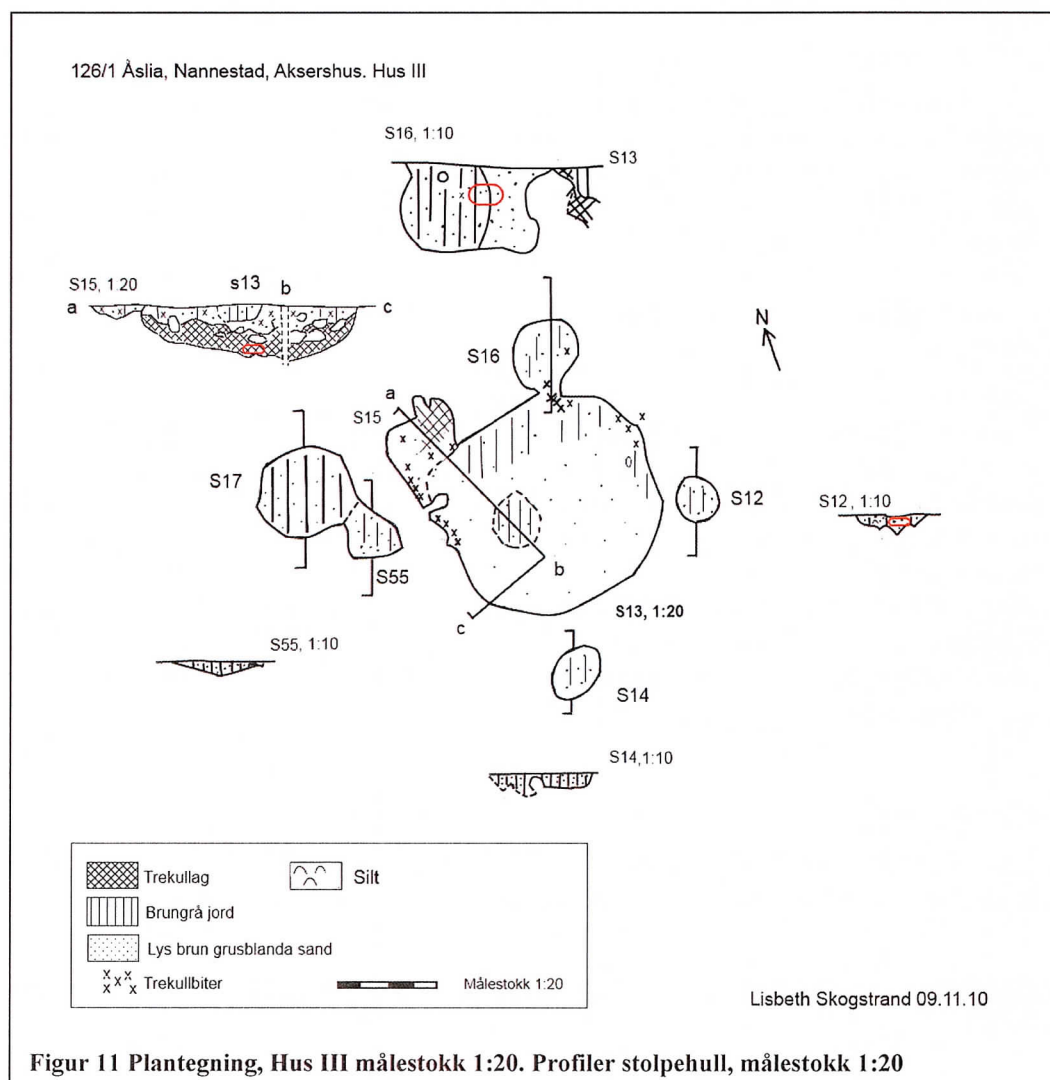 126/1 Åslia, Nannestad, Aksershus. Hus III
S16, 1:10
S13
S15, 1:20
s13
b
a
c
N
S16
a
S15
S17
S12
S12, 1:10
S55
b
c
S13, 1:20
S55, 1:10
S14
S14,1:10
Trekullag
Silt
Brungrå jord
Lys brun grusblanda sand
Trekullbiter
Målestokk 1:20
Lisbeth Skogstrand 09.11.10
Figur 11 Plantegning, Hus III målestokk 1:20. Profiler stolpehull, målestokk 1:20